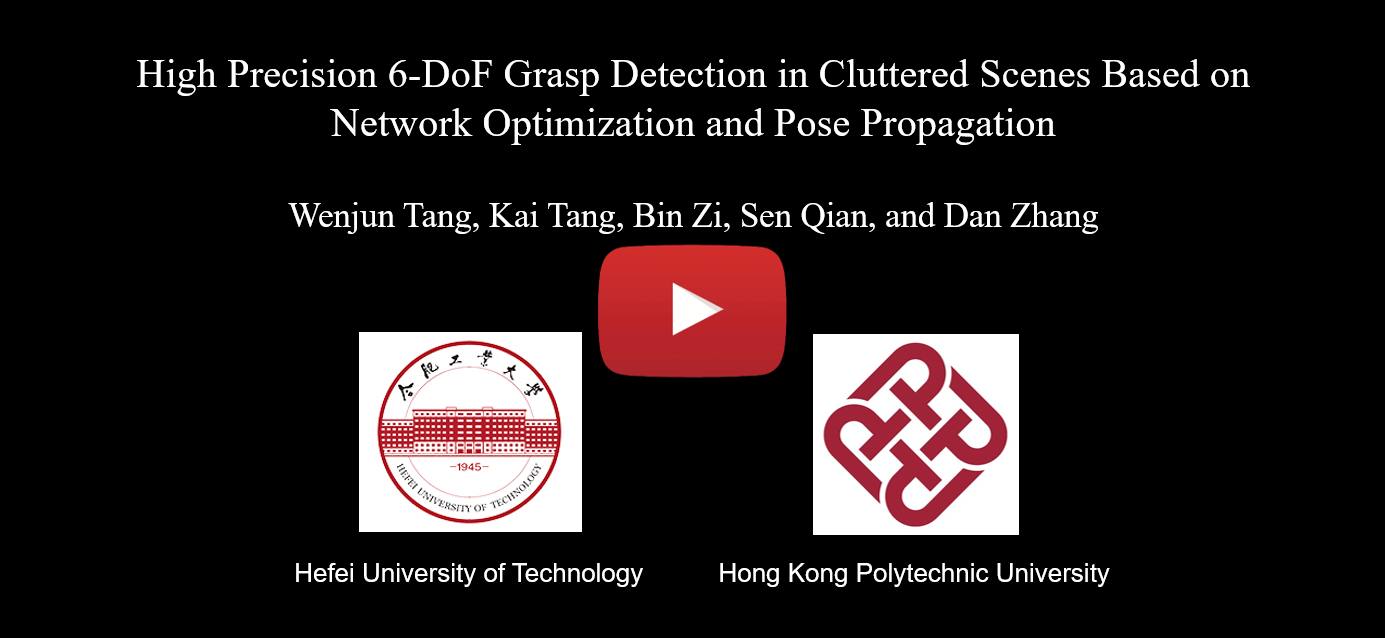 High Precision 6-DoF Grasp Detection in Cluttered Scenes Based on
Network Optimization and Pose Propagation
Wenjun Tang, Kai Tang, Bin Zi, Sen Qian, and Dan Zhang
合肥工业大学
-1945-
HEFEI UNIVERSITY OF TECHNOLOGY
Hefei University of Technology
Hong Kong Polytechnic University